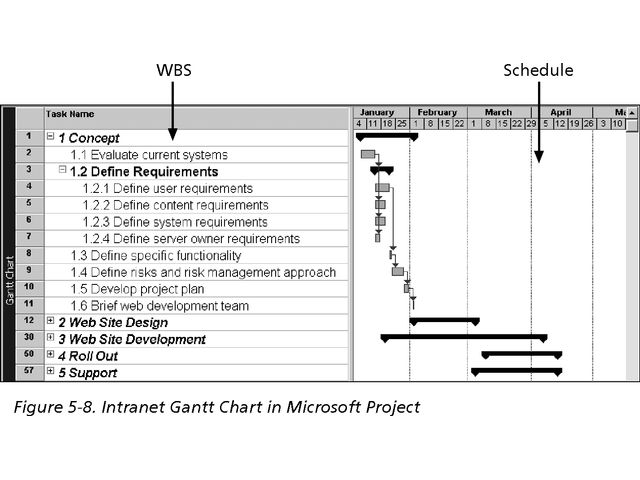 WBS Schedule
Task Name January February March April Ma
4 11 18 25 1 8 15 22 1 8 15 22 29 5 12 19 26 3 10
1 1 Concept
2 1.1 Evaluate current systems
3 1.2 Define Requirements
4 1.2.1 Define user requirements
5 1.2.2 Define content requirements
6 1.2.3 Define system requirements
7 1.2.4 Define server owner requirements
8 1.3 Define specific functionality
9 1.4 Define risks and risk management approach
10 1.5 Develop project plan
11 1.6 Brief web development team
12 2 Web Site Design
30 3 Web Site Development
50 4 Roll Out
57 5 Support
Gantt Chart
Figure 5-8. Intranet Gantt Chart in Microsoft Project